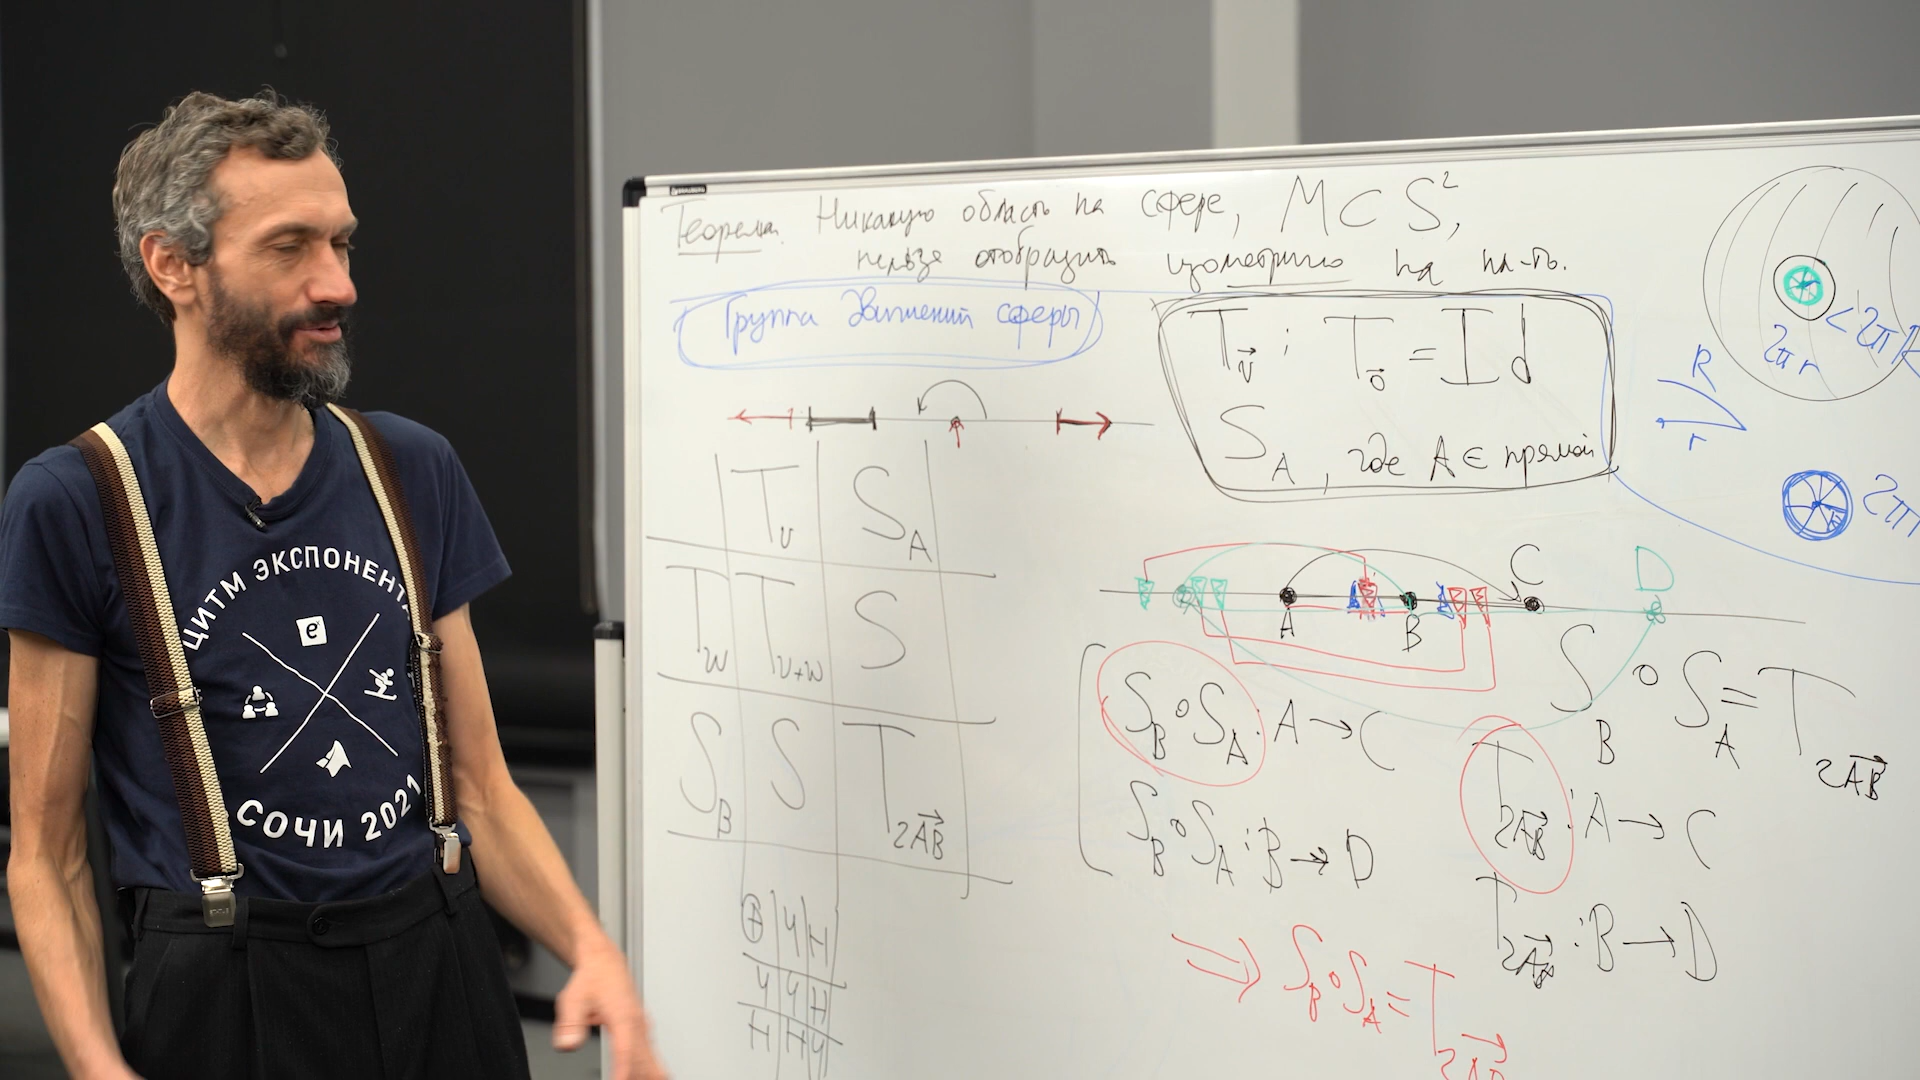 Теорема. Никакую область на сфере, M ⊂ S²,
нельзя отобразить изометрично на пл-ть.
Группа движений сферы
T_v⃗ ; T_0⃗ = Id
S_A, где A ∈ прямой
< 2πR
2πr
R
r
T_v S_A
T_w T_v+w S
S_B S T_2AB⃗
⊕ Ч Н
Ч Ч Н
Н Н Ч
A B C D
S_B ∘ S_A = T_2AB⃗
S_B ∘ S_A : A → C
S_B ∘ S_A : B → D
T_2AB⃗ : A → C
T_2AB⃗ : B → D
⇒ S_B ∘ S_A = T_2AB⃗
ЦИТМ ЭКСПОНЕНТА
e
СОЧИ 2021